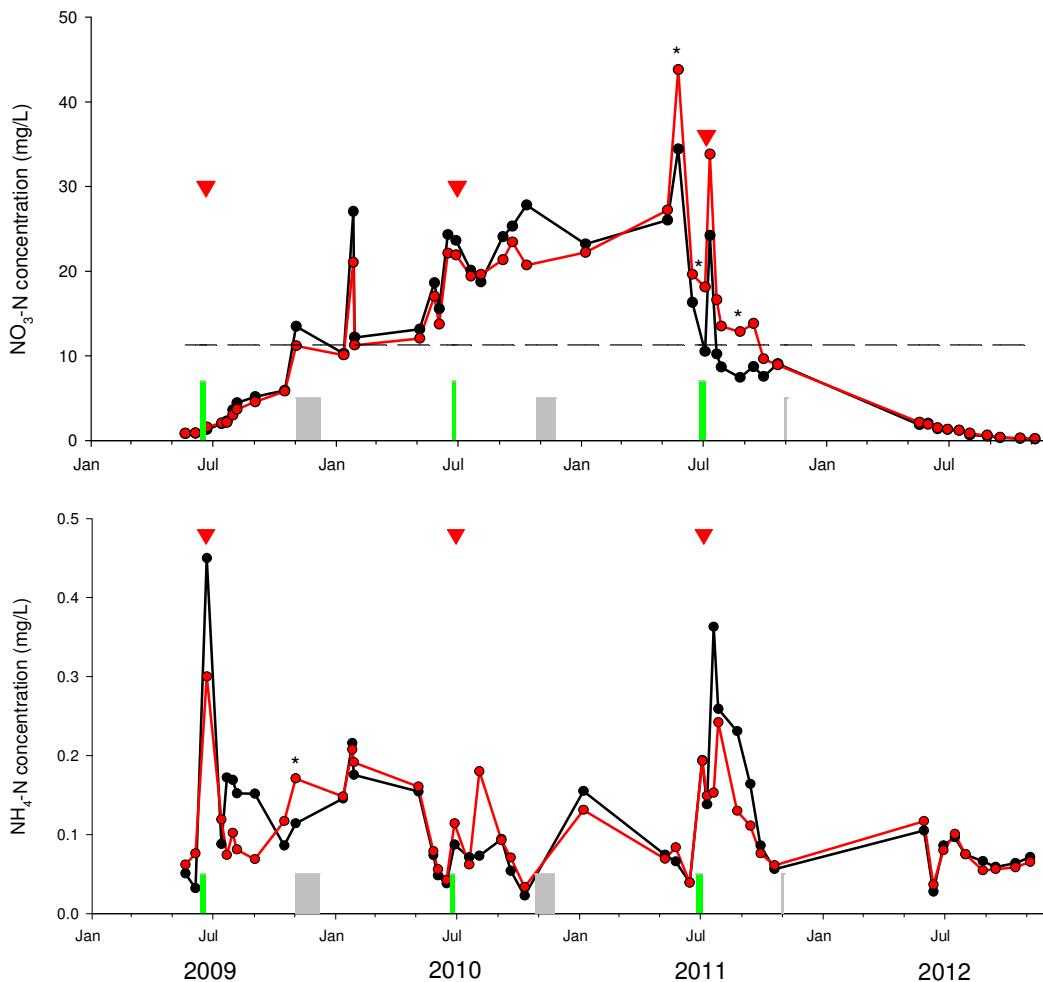 50
40
30
20
10
0
NO3-N concentration (mg/L)
*
*
*
Jan
Jul
Jan
Jul
Jan
Jul
Jan
Jul
0.5
0.4
0.3
0.2
0.1
0.0
NH4-N concentration (mg/L)
*
Jan
Jul
Jan
Jul
Jan
Jul
Jan
Jul
2009
2010
2011
2012